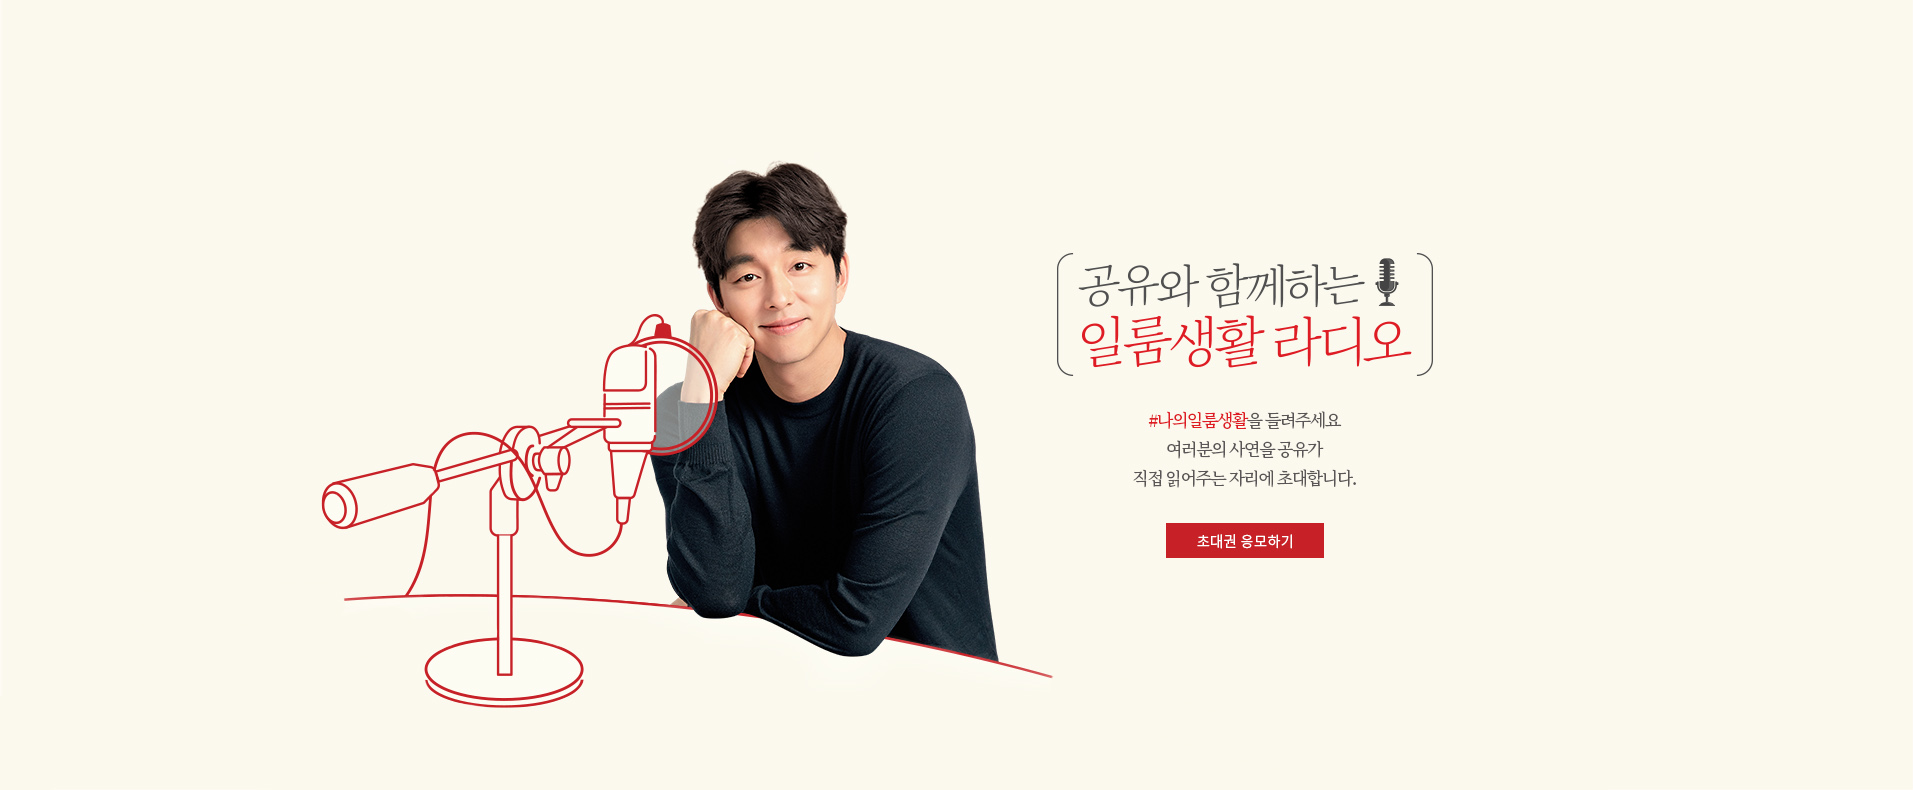 공유와 함께하는
일룸생활 라디오
#나의일룸생활을 들려주세요
여러분의 사연을 공유가
직접 읽어주는 자리에 초대합니다.
초대권 응모하기